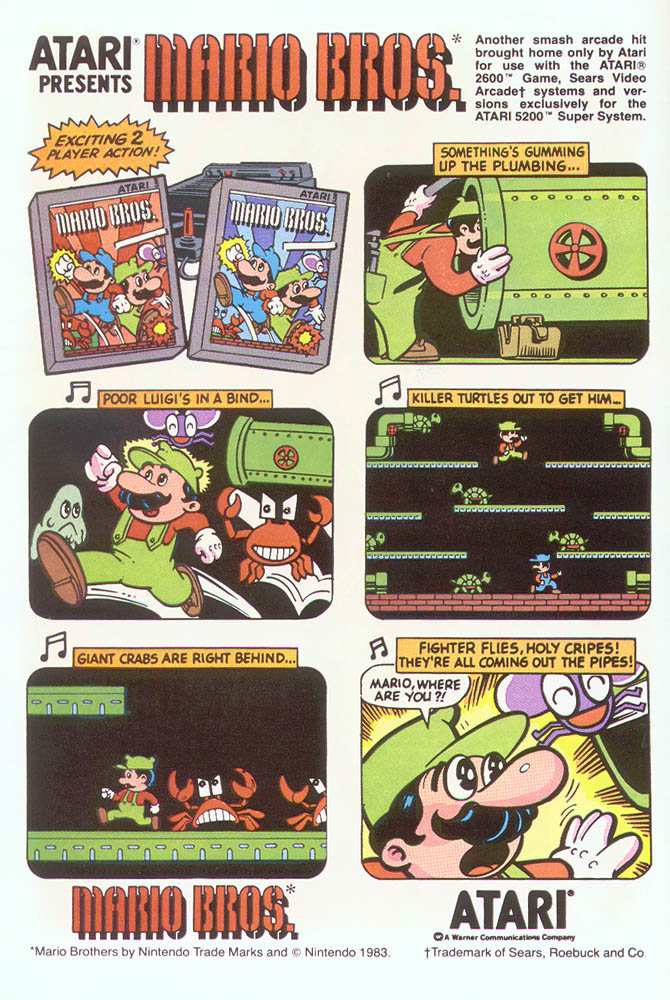 ATARI®
PRESENTS
MARIO BROS.*
Another smash arcade hit
brought home only by Atari
for use with the ATARI®
2600™ Game, Sears Video
Arcade† systems and ver-
sions exclusively for the
ATARI 5200™ Super System.
EXCITING 2
PLAYER ACTION!
ATARI
MARIO BROS.
ATARI
MARIO BROS.
SOMETHING'S GUMMING
UP THE PLUMBING...
POOR LUIGI'S IN A BIND...
KILLER TURTLES OUT TO GET HIM...
GIANT CRABS ARE RIGHT BEHIND...
FIGHTER FLIES, HOLY CRIPES!
THEY'RE ALL COMING OUT THE PIPES!
MARIO, WHERE
ARE YOU?!
MARIO BROS.*
ATARI®
A Warner Communications Company
*Mario Brothers by Nintendo Trade Marks and © Nintendo 1983.
†Trademark of Sears, Roebuck and Co.